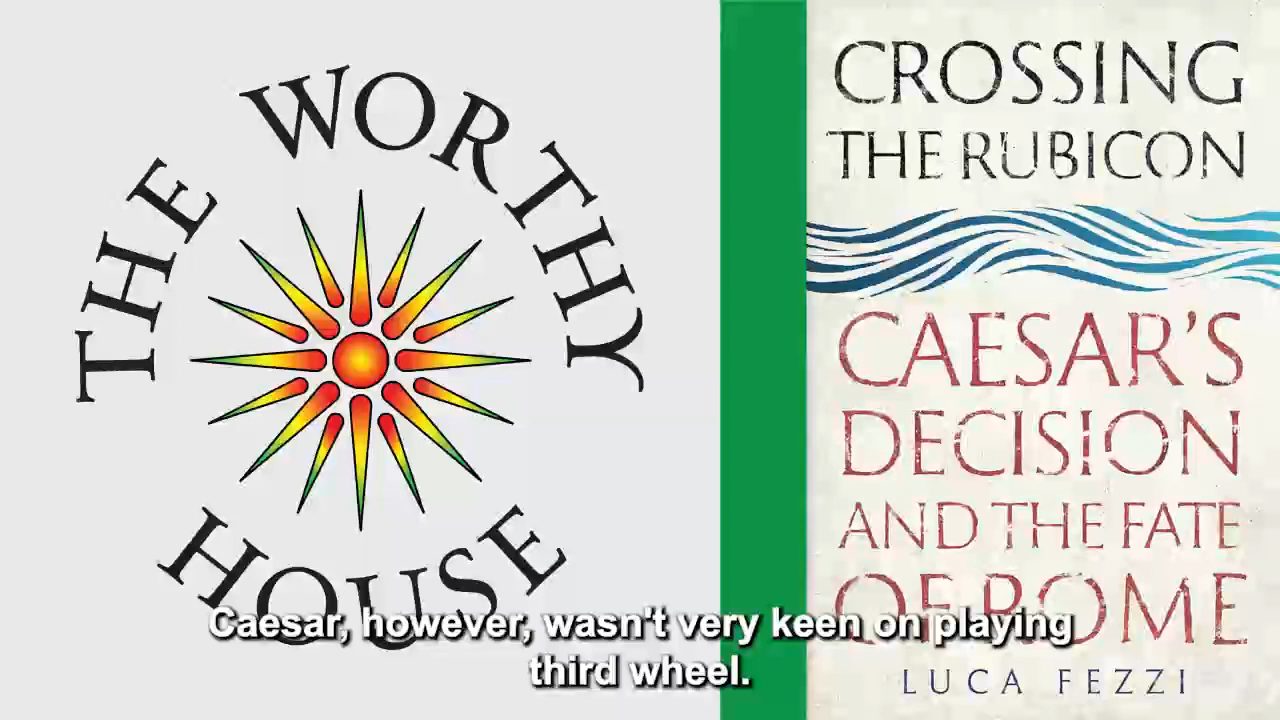 THE WORTHY
HOUSE
CROSSING
THE RUBICON
CAESAR'S
DECISION
AND THE FATE
OF ROME
LUCA FEZZI
Caesar, however, wasn't very keen on playing
third wheel.